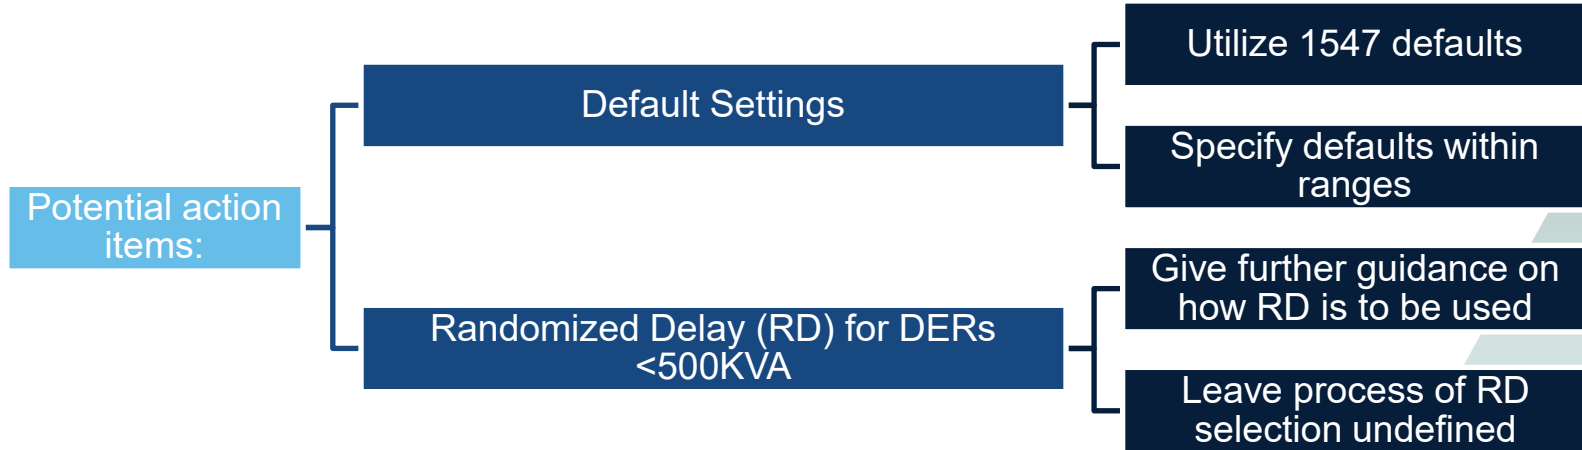 Potential action
items:
Default Settings
Utilize 1547 defaults
Specify defaults within
ranges
Randomized Delay (RD) for DERs
<500KVA
Give further guidance on
how RD is to be used
Leave process of RD
selection undefined